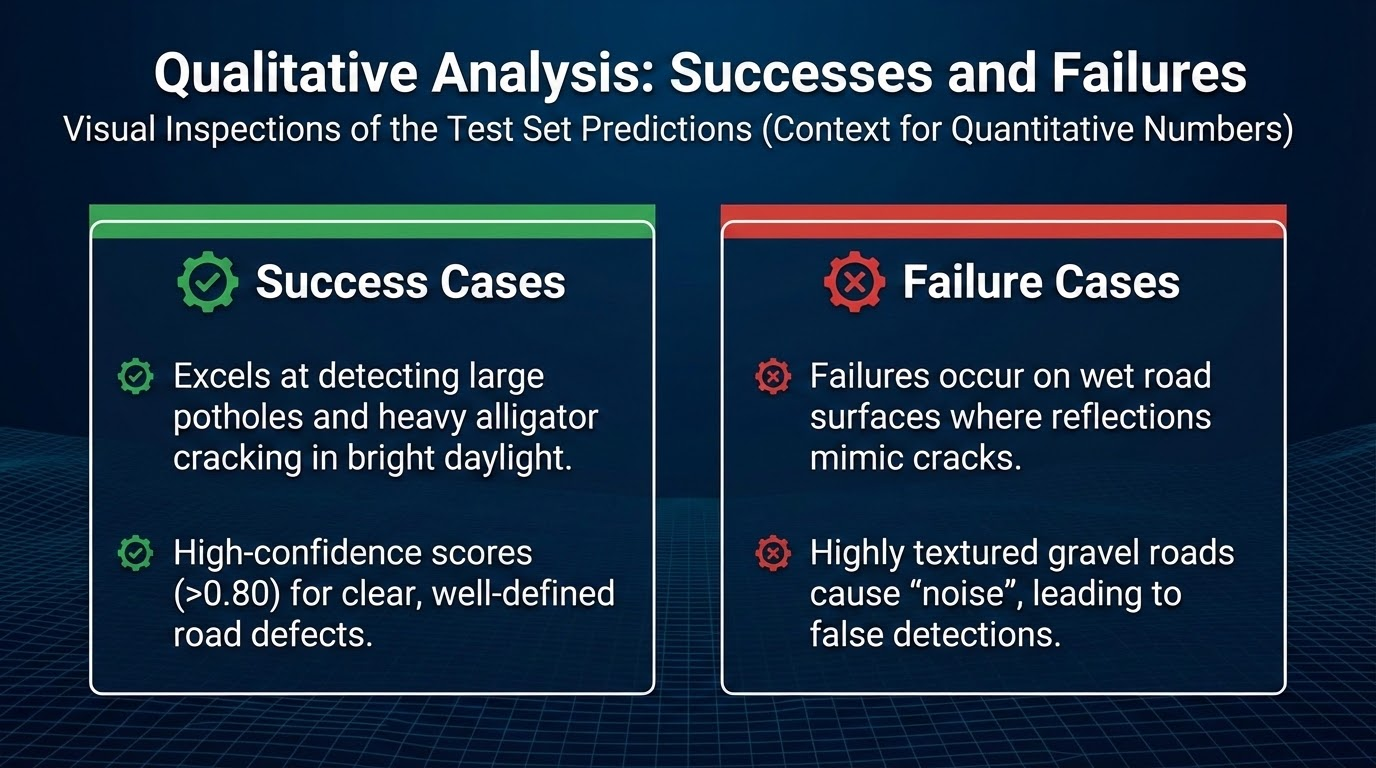 Qualitative Analysis: Successes and Failures
Visual Inspections of the Test Set Predictions (Context for Quantitative Numbers)
Success Cases
Excels at detecting large
potholes and heavy alligator
cracking in bright daylight.
High-confidence scores
(>0.80) for clear, well-defined
road defects.
Failure Cases
Failures occur on wet road
surfaces where reflections
mimic cracks.
Highly textured gravel roads
cause “noise”, leading to
false detections.